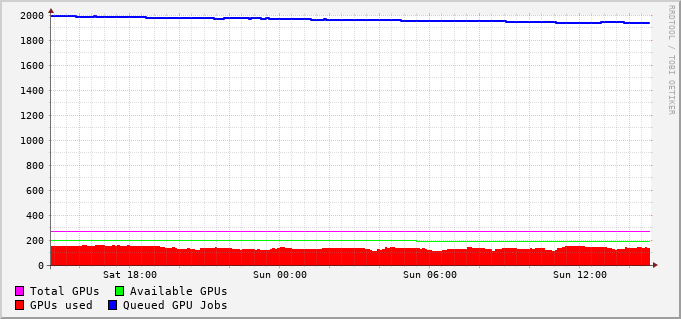 2000
1800
1600
1400
1200
1000
800
600
400
200
0
Sat 18:00 Sun 00:00 Sun 06:00 Sun 12:00
Total GPUs Available GPUs
GPUs used Queued GPU Jobs
RRDTOOL / TOBI OETIKER